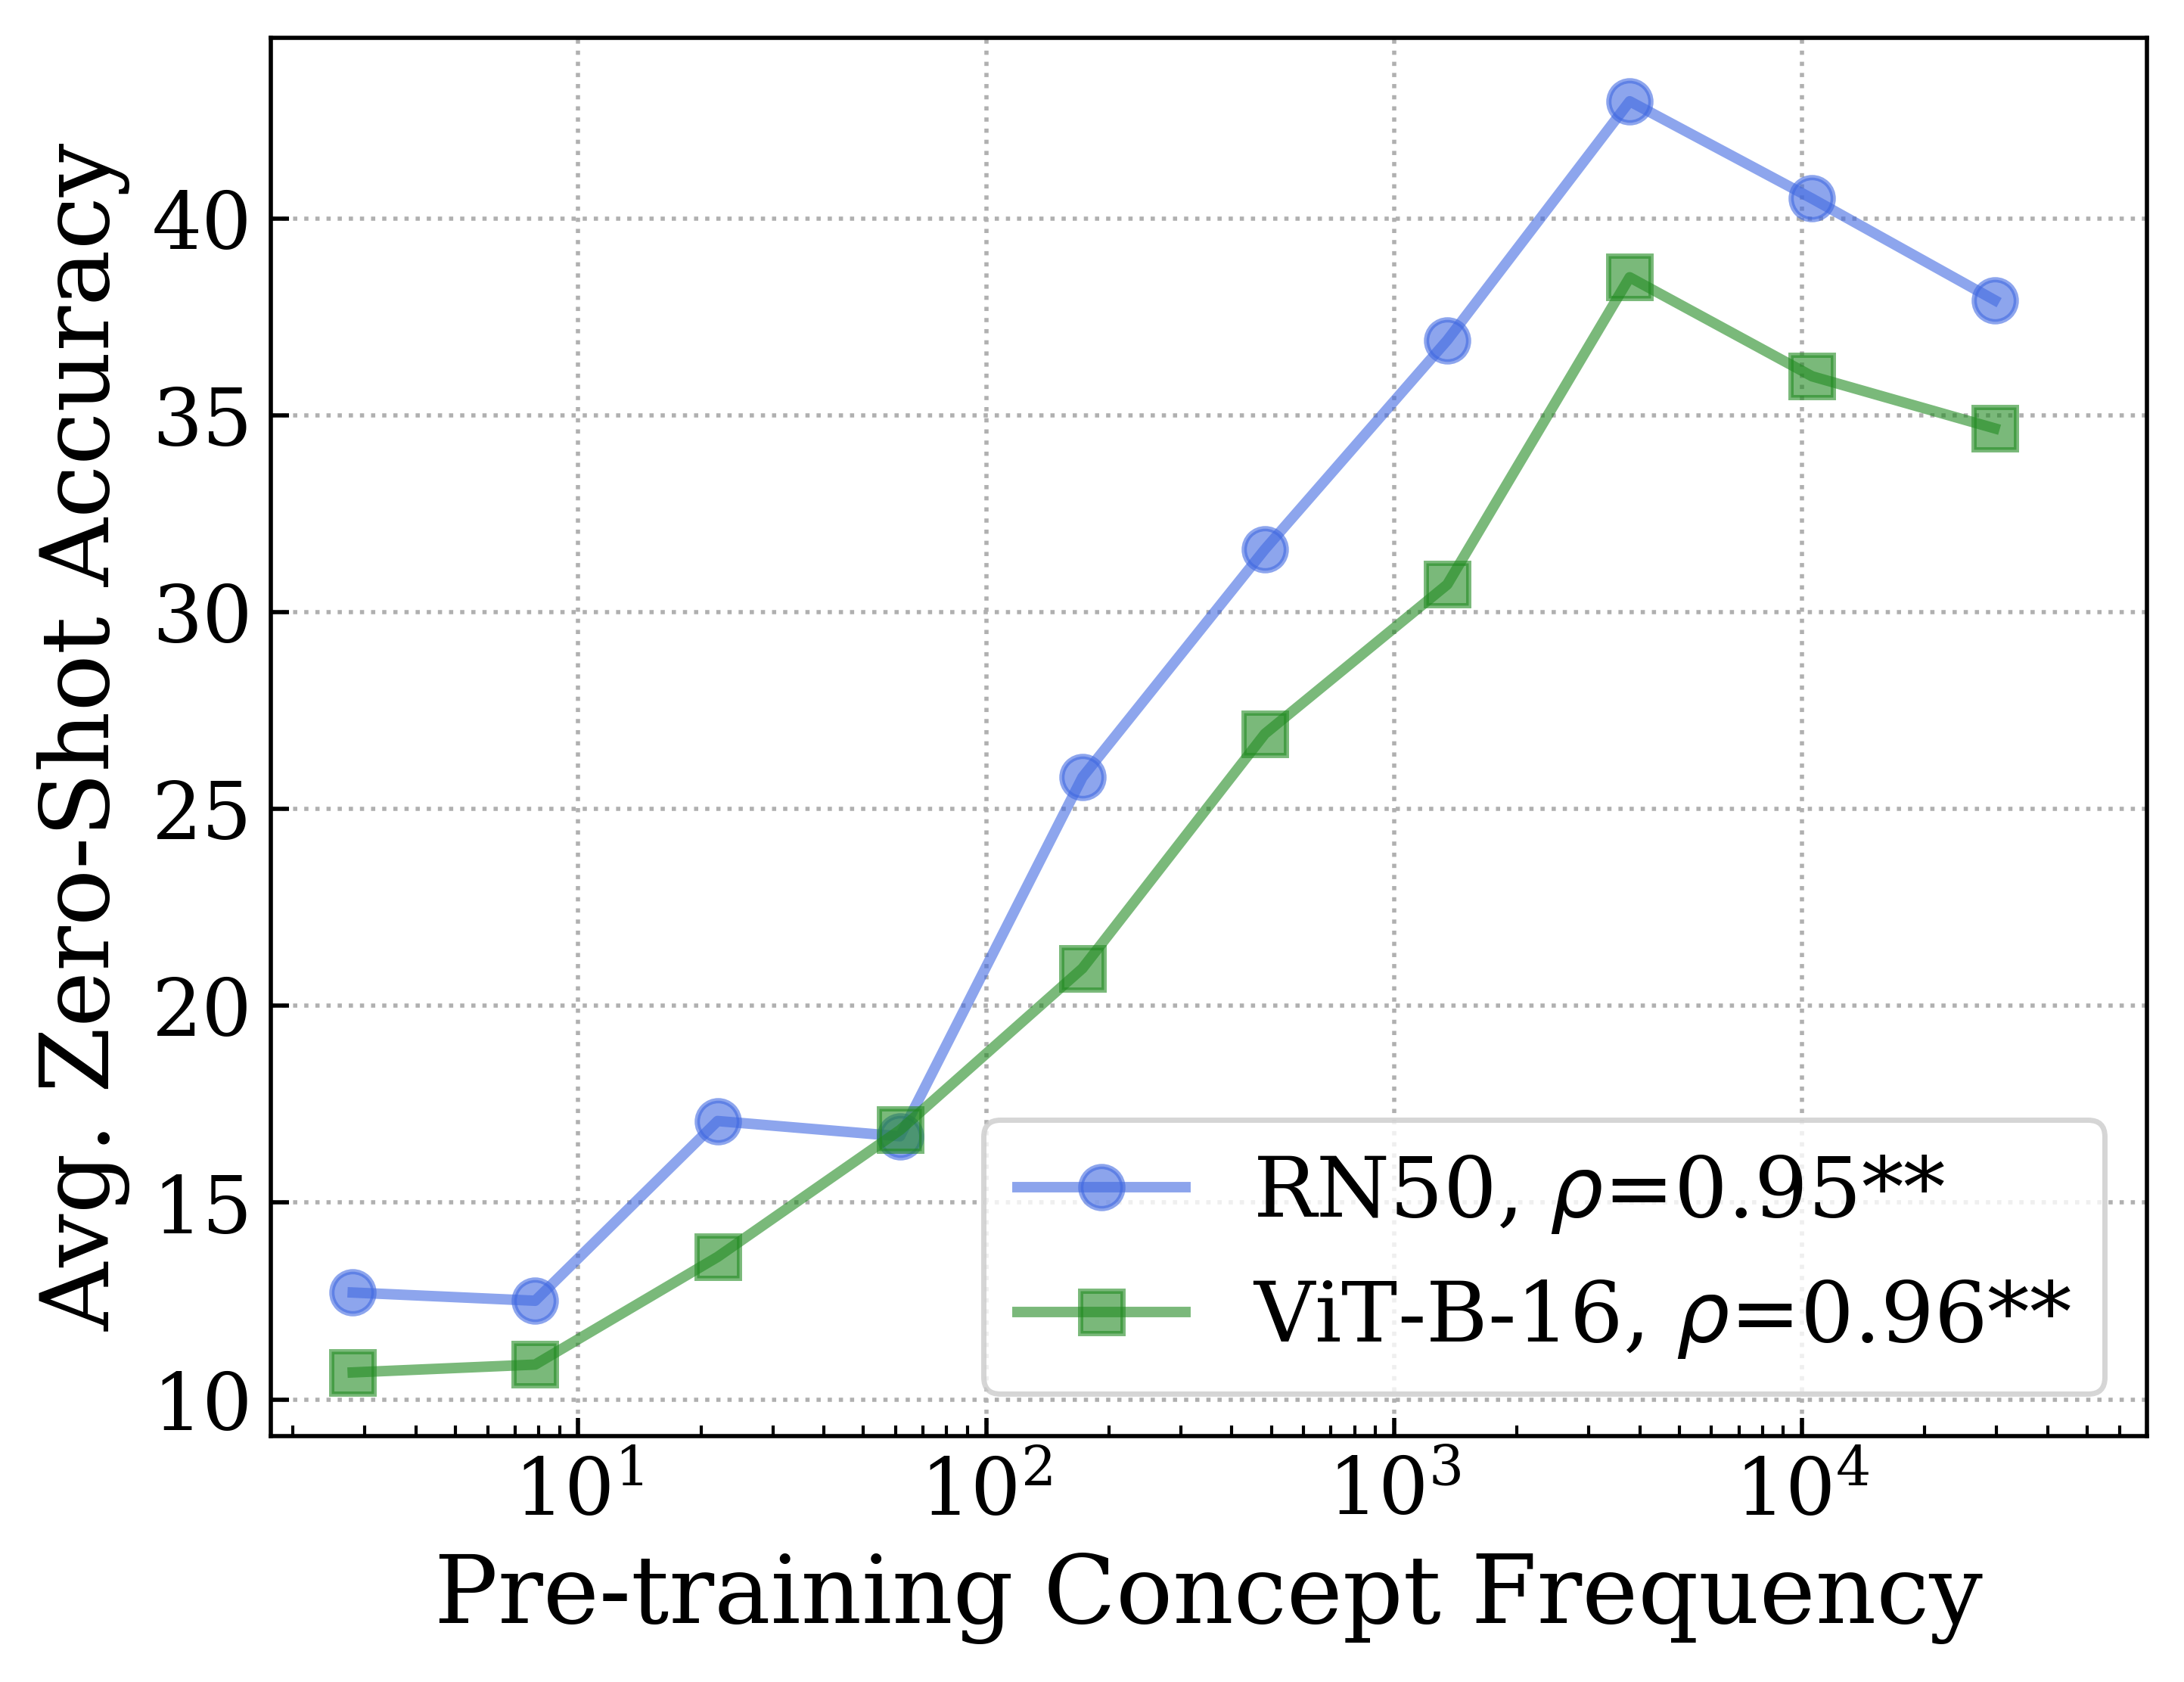 Avg. Zero-Shot Accuracy
40
35
30
25
20
15
10
RN50, ρ=0.95**
ViT-B-16, ρ=0.96**
10¹ 10² 10³ 10⁴
Pre-training Concept Frequency